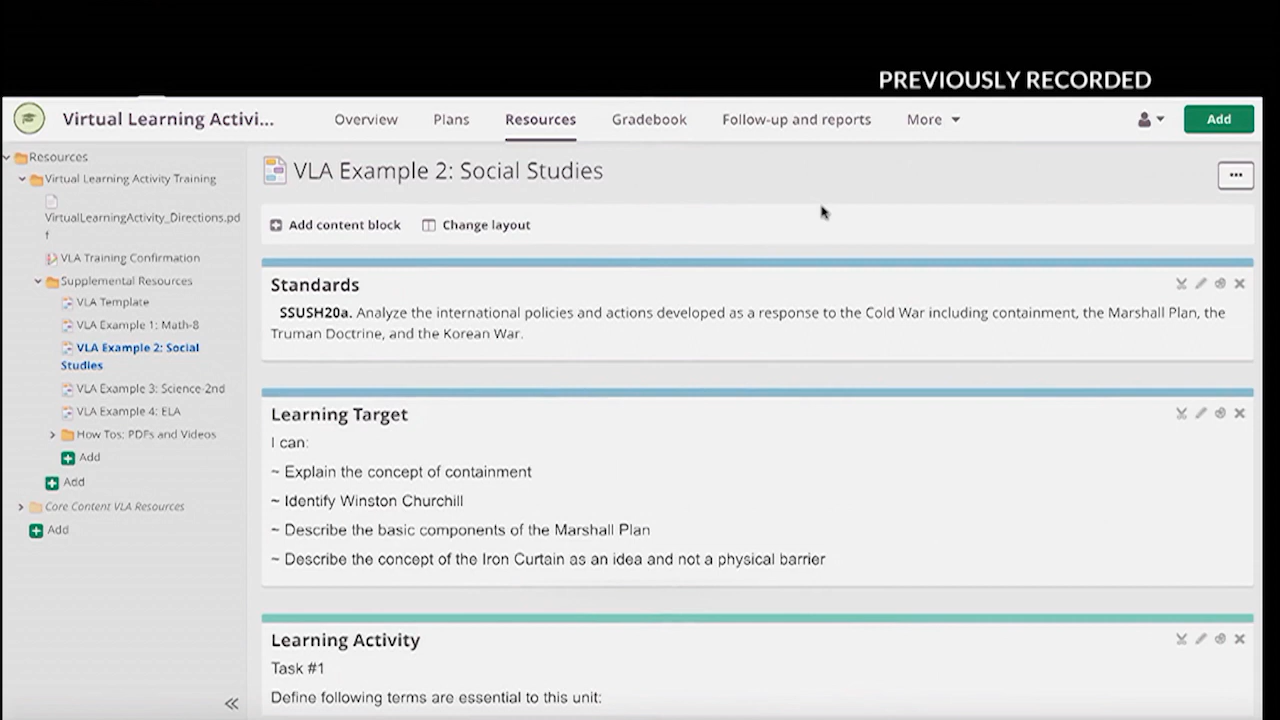 PREVIOUSLY RECORDED
Virtual Learning Activi...
Overview
Plans
Resources
Gradebook
Follow-up and reports
More
Add
Resources
Virtual Learning Activity Training
VirtualLearningActivity_Directions.pd
f
VLA Training Confirmation
Supplemental Resources
VLA Template
VLA Example 1: Math-8
VLA Example 2: Social
Studies
VLA Example 3: Science-2nd
VLA Example 4: ELA
How Tos: PDFs and Videos
Add
Add
Core Content VLA Resources
Add
VLA Example 2: Social Studies
Add content block
Change layout
Standards
SSUSH20a. Analyze the international policies and actions developed as a response to the Cold War including containment, the Marshall Plan, the
Truman Doctrine, and the Korean War.
Learning Target
I can:
~ Explain the concept of containment
~ Identify Winston Churchill
~ Describe the basic components of the Marshall Plan
~ Describe the concept of the Iron Curtain as an idea and not a physical barrier
Learning Activity
Task #1
Define following terms are essential to this unit: